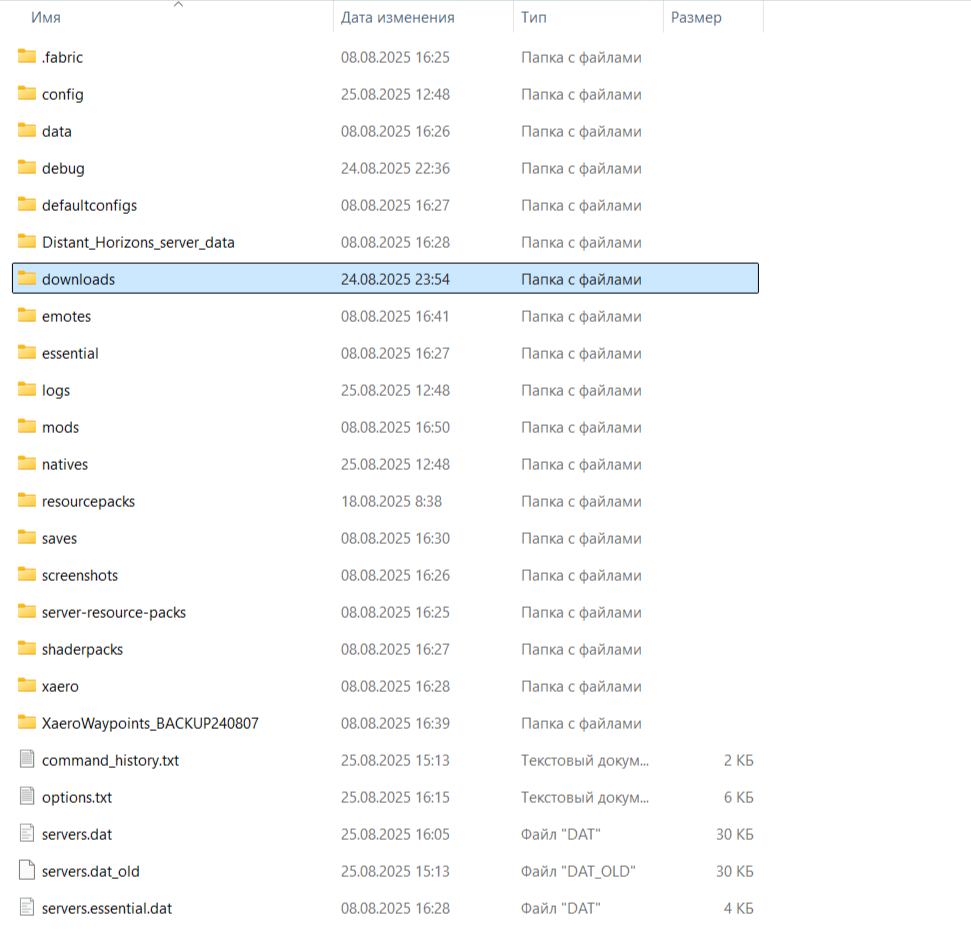 Имя Дата изменения Тип Размер
.fabric 08.08.2025 16:25 Папка с файлами
config 25.08.2025 12:48 Папка с файлами
data 08.08.2025 16:26 Папка с файлами
debug 24.08.2025 22:36 Папка с файлами
defaultconfigs 08.08.2025 16:27 Папка с файлами
Distant_Horizons_server_data 08.08.2025 16:28 Папка с файлами
downloads 24.08.2025 23:54 Папка с файлами
emotes 08.08.2025 16:41 Папка с файлами
essential 08.08.2025 16:27 Папка с файлами
logs 25.08.2025 12:48 Папка с файлами
mods 08.08.2025 16:50 Папка с файлами
natives 25.08.2025 12:48 Папка с файлами
resourcepacks 18.08.2025 8:38 Папка с файлами
saves 08.08.2025 16:30 Папка с файлами
screenshots 08.08.2025 16:26 Папка с файлами
server-resource-packs 08.08.2025 16:25 Папка с файлами
shaderpacks 08.08.2025 16:27 Папка с файлами
xaero 08.08.2025 16:28 Папка с файлами
XaeroWaypoints_BACKUP240807 08.08.2025 16:39 Папка с файлами
command_history.txt 25.08.2025 15:13 Текстовый докум... 2 КБ
options.txt 25.08.2025 16:15 Текстовый докум... 6 КБ
servers.dat 25.08.2025 16:05 Файл "DAT" 30 КБ
servers.dat_old 25.08.2025 15:13 Файл "DAT_OLD" 30 КБ
servers.essential.dat 08.08.2025 16:28 Файл "DAT" 4 КБ